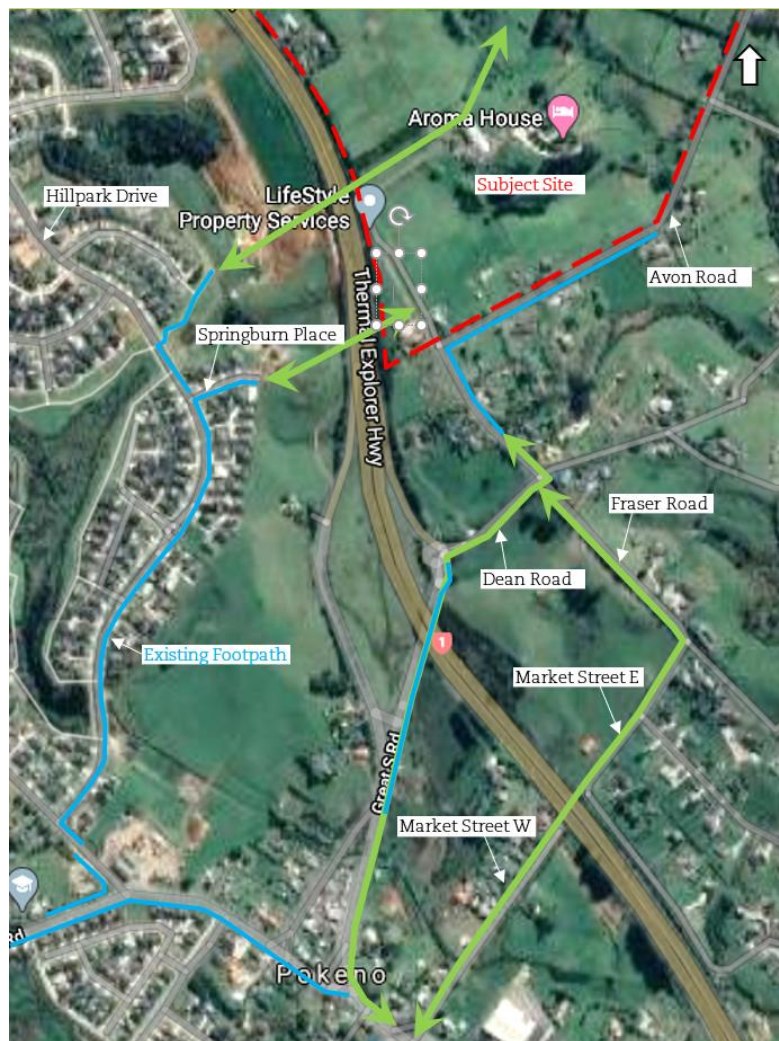 Aroma House
Subject Site
Hillpark Drive
LifeStyle
Property Services
Avon Road
Springburn Place
Thermal Explorer Hwy
Fraser Road
Dean Road
Existing Footpath
1
Market Street E
Great S Rd
Market Street W
Rd
Pokeno